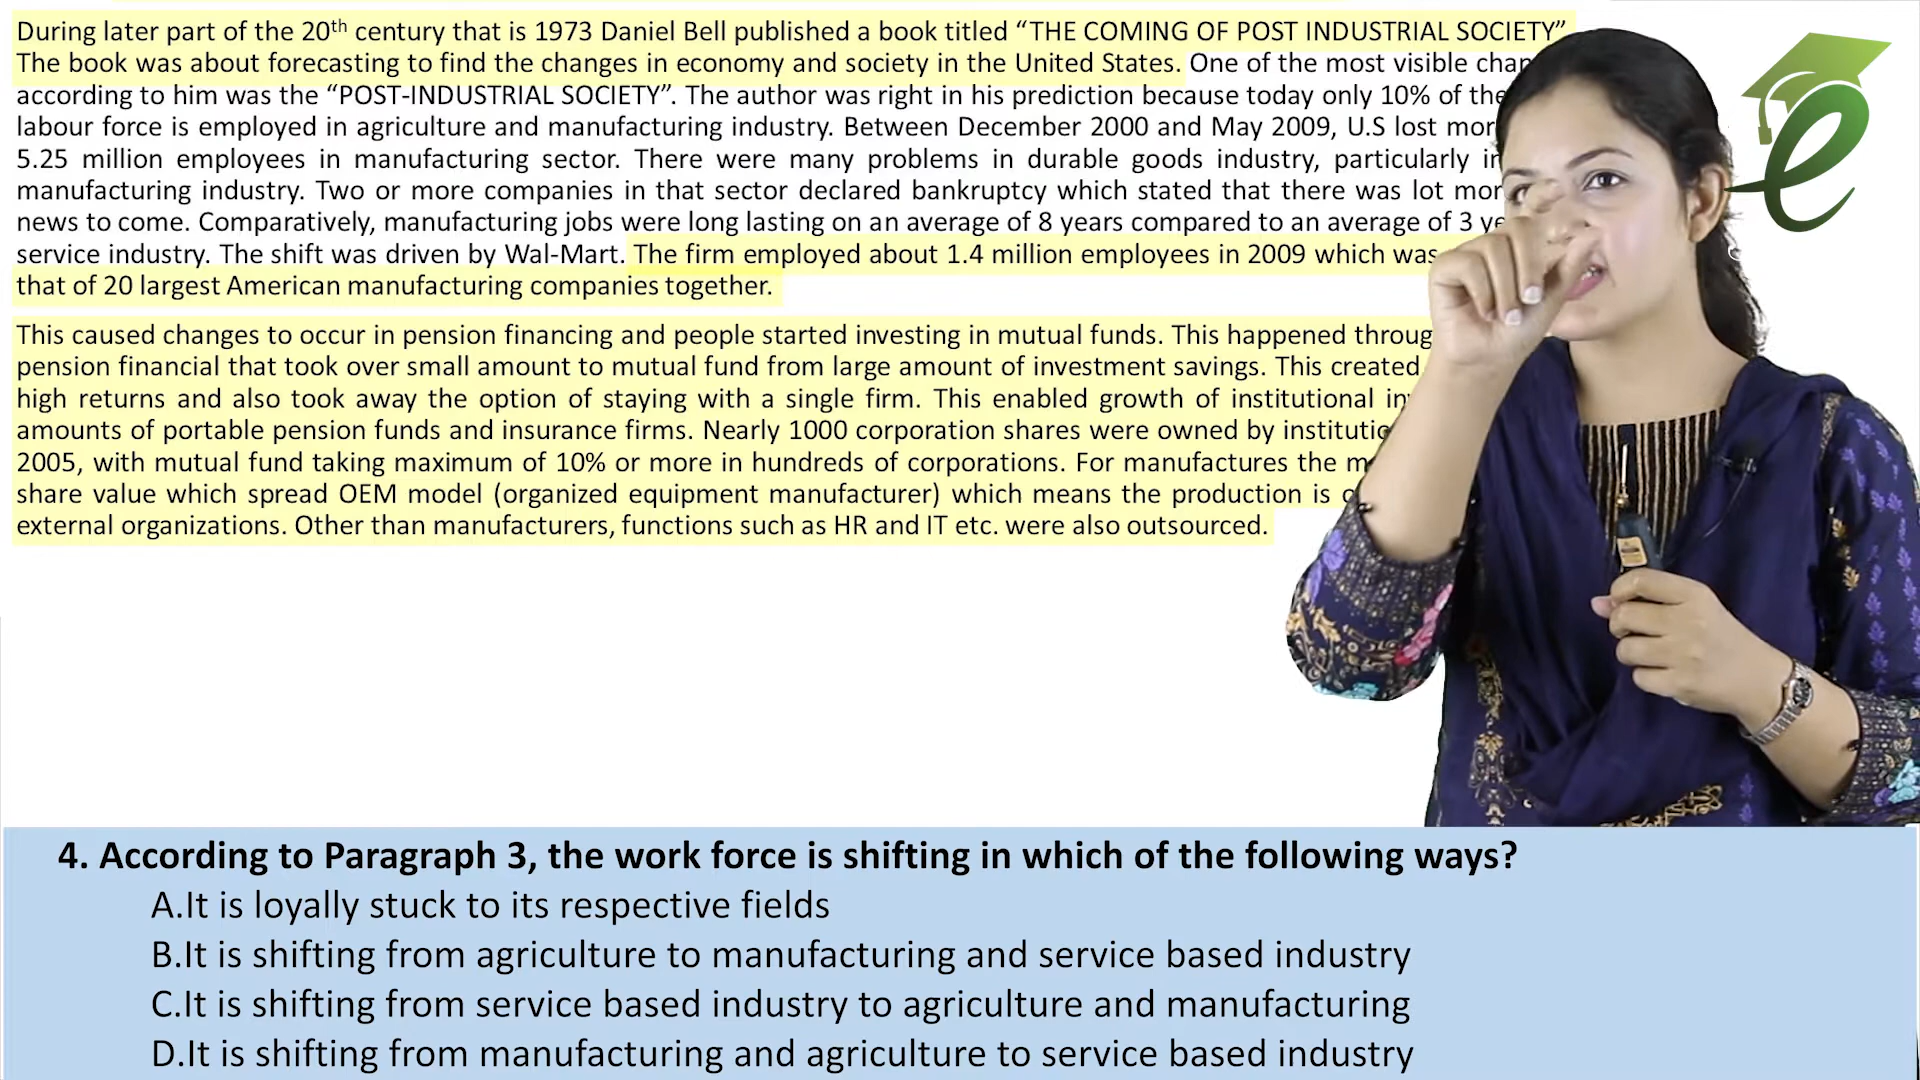 During later part of the 20th century that is 1973 Daniel Bell published a book titled “THE COMING OF POST INDUSTRIAL SOCIETY”
The book was about forecasting to find the changes in economy and society in the United States. One of the most visible
according to him was the “POST-INDUSTRIAL SOCIETY”. The author was right in his prediction because today only 10% of the
labour force is employed in agriculture and manufacturing industry. Between December 2000 and May 2009, U.S lost
5.25 million employees in manufacturing sector. There were many problems in durable goods industry, particularly
manufacturing industry. Two or more companies in that sector declared bankruptcy which stated that there was lot
news to come. Comparatively, manufacturing jobs were long lasting on an average of 8 years compared to an average of 3
service industry. The shift was driven by Wal-Mart. The firm employed about 1.4 million employees in 2009 which was
that of 20 largest American manufacturing companies together.
This caused changes to occur in pension financing and people started investing in mutual funds. This happened
pension financial that took over small amount to mutual fund from large amount of investment savings. This created
high returns and also took away the option of staying with a single firm. This enabled growth of institutional
amounts of portable pension funds and insurance firms. Nearly 1000 corporation shares were owned by
2005, with mutual fund taking maximum of 10% or more in hundreds of corporations. For manufactures the
share value which spread OEM model (organized equipment manufacturer) which means the production is
external organizations. Other than manufacturers, functions such as HR and IT etc. were also outsourced.
4. According to Paragraph 3, the work force is shifting in which of the following ways?
A.It is loyally stuck to its respective fields
B.It is shifting from agriculture to manufacturing and service based industry
C.It is shifting from service based industry to agriculture and manufacturing
D.It is shifting from manufacturing and agriculture to service based industry